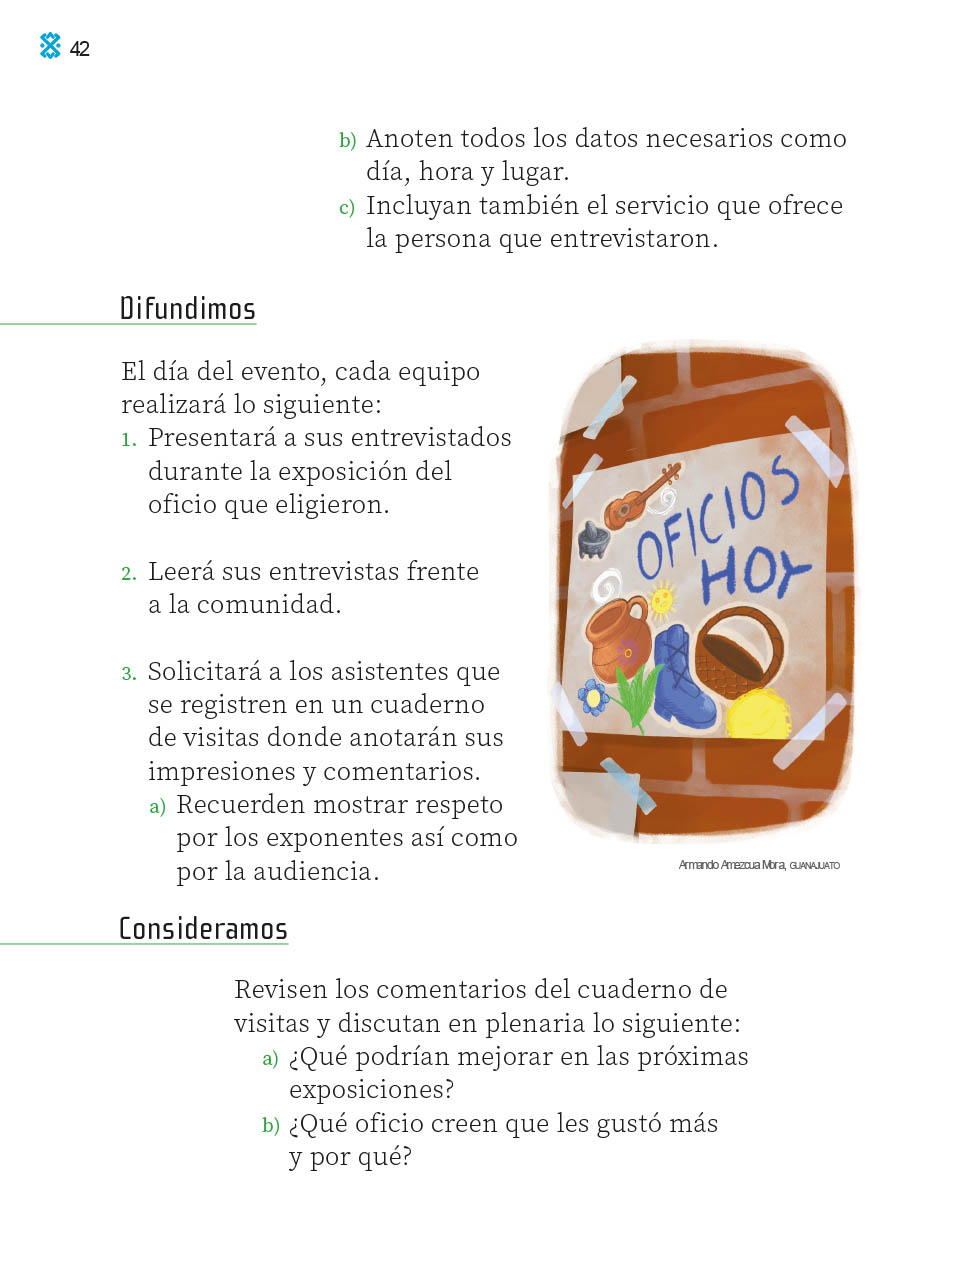 42
b) Anoten todos los datos necesarios como
día, hora y lugar.
c) Incluyan también el servicio que ofrece
la persona que entrevistaron.
Difundimos
El día del evento, cada equipo
realizará lo siguiente:
1. Presentará a sus entrevistados
durante la exposición del
oficio que eligieron.
2. Leerá sus entrevistas frente
a la comunidad.
3. Solicitará a los asistentes que
se registren en un cuaderno
de visitas donde anotarán sus
impresiones y comentarios.
a) Recuerden mostrar respeto
por los exponentes así como
por la audiencia.
OFICIOS
HOY
Armando Amezcua Mora, GUANAJUATO
Consideramos
Revisen los comentarios del cuaderno de
visitas y discutan en plenaria lo siguiente:
a) ¿Qué podrían mejorar en las próximas
exposiciones?
b) ¿Qué oficio creen que les gustó más
y por qué?